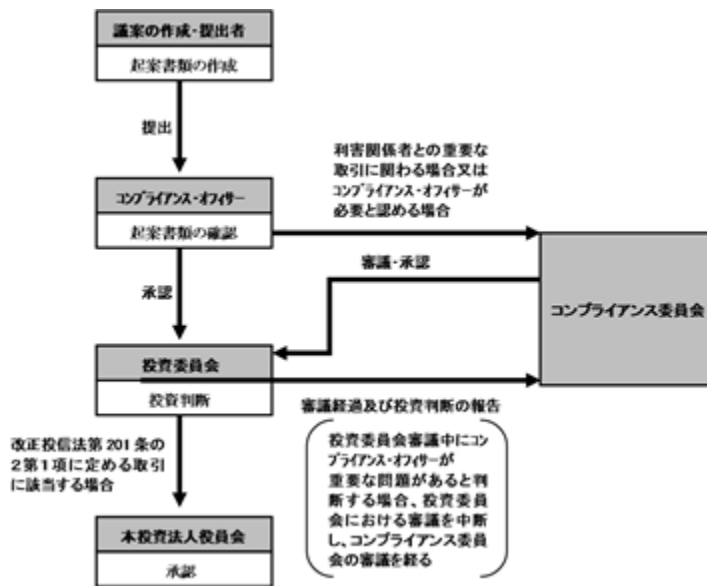 議案の作成・提出者
起案書類の作成
提出
利害関係者との重要な
取引に関わる場合又は
コンプライアンス・オフィサーが
必要と認める場合
コンプライアンス・オフィサー
起案書類の確認
審議・承認
コンプライアンス委員会
承認
投資委員会
投資判断
審議経過及び投資判断の報告
改正投信法第201条の
2第1項に定める取引
に該当する場合
投資委員会審議中にコン
プライアンス・オフィサーが
重要な問題があると判
断する場合、投資委員
会における審議を中断
し、コンプライアンス委員
会の審議を経る
本投資法人役員会
承認